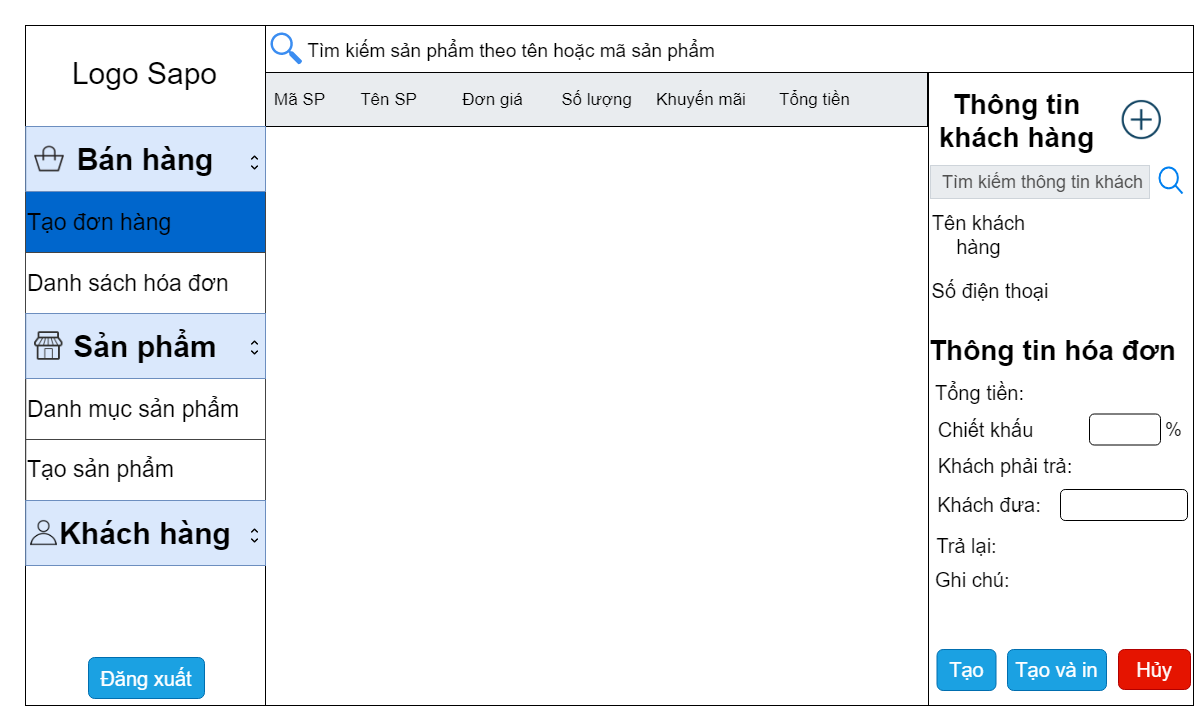 Logo Sapo
Tìm kiếm sản phẩm theo tên hoặc mã sản phẩm
Bán hàng
Tạo đơn hàng
Danh sách hóa đơn
Sản phẩm
Danh mục sản phẩm
Tạo sản phẩm
Khách hàng
Đăng xuất
Mã SP Tên SP Đơn giá Số lượng Khuyến mãi Tổng tiền
Thông tin
khách hàng
Tìm kiếm thông tin khách
Tên khách
hàng
Số điện thoại
Thông tin hóa đơn
Tổng tiền:
Chiết khấu %
Khách phải trả:
Khách đưa:
Trả lại:
Ghi chú:
Tạo Tạo và in Hủy